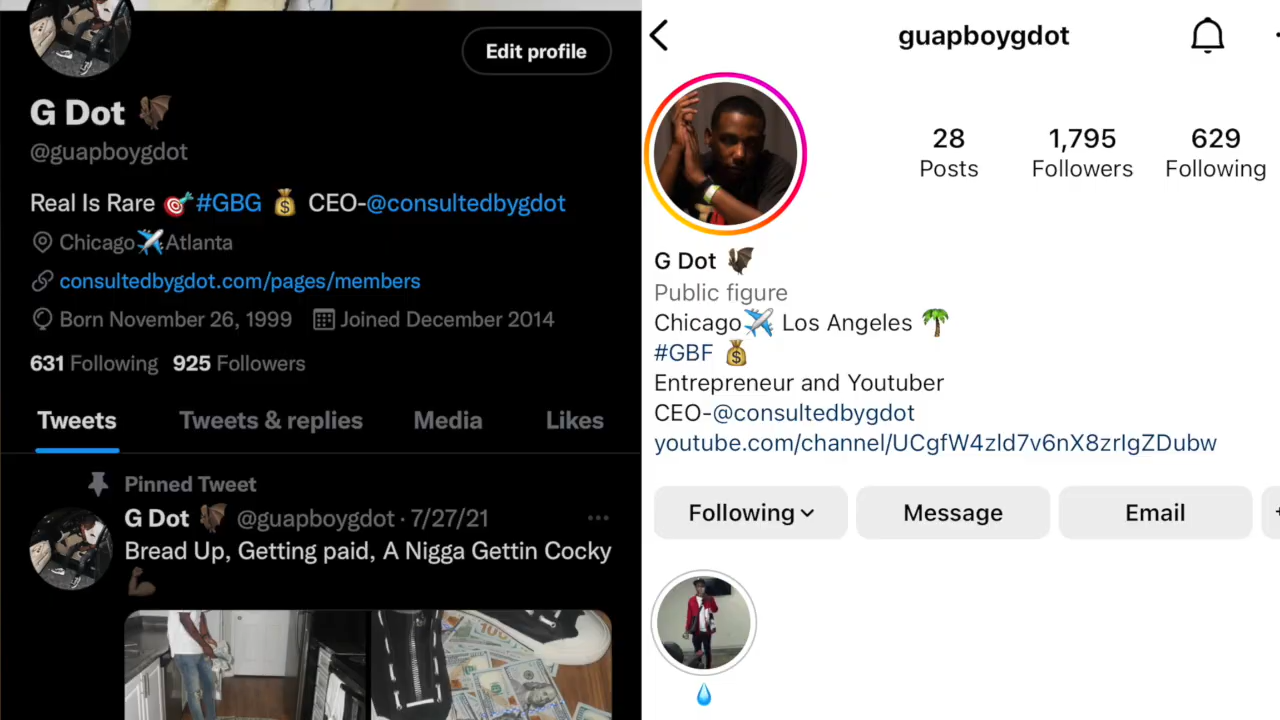 Edit profile
G Dot 🦇
@guapboygdot
Real Is Rare 🎯#GBG 💰 CEO-@consultedbygdot
Chicago✈️Atlanta
consultedbygdot.com/pages/members
Born November 26, 1999 Joined December 2014
631 Following 925 Followers
Tweets Tweets & replies Media Likes
Pinned Tweet
G Dot 🦇 @guapboygdot · 7/27/21 ...
Bread Up, Getting paid, A Nigga Gettin Cocky
💪🏿
guapboygdot
28 1,795 629
Posts Followers Following
G Dot 🦇
Public figure
Chicago✈️ Los Angeles 🌴
#GBF 💰
Entrepreneur and Youtuber
CEO-@consultedbygdot
youtube.com/channel/UCgfW4zld7v6nX8zrIgZDubw
Following Message Email
💧